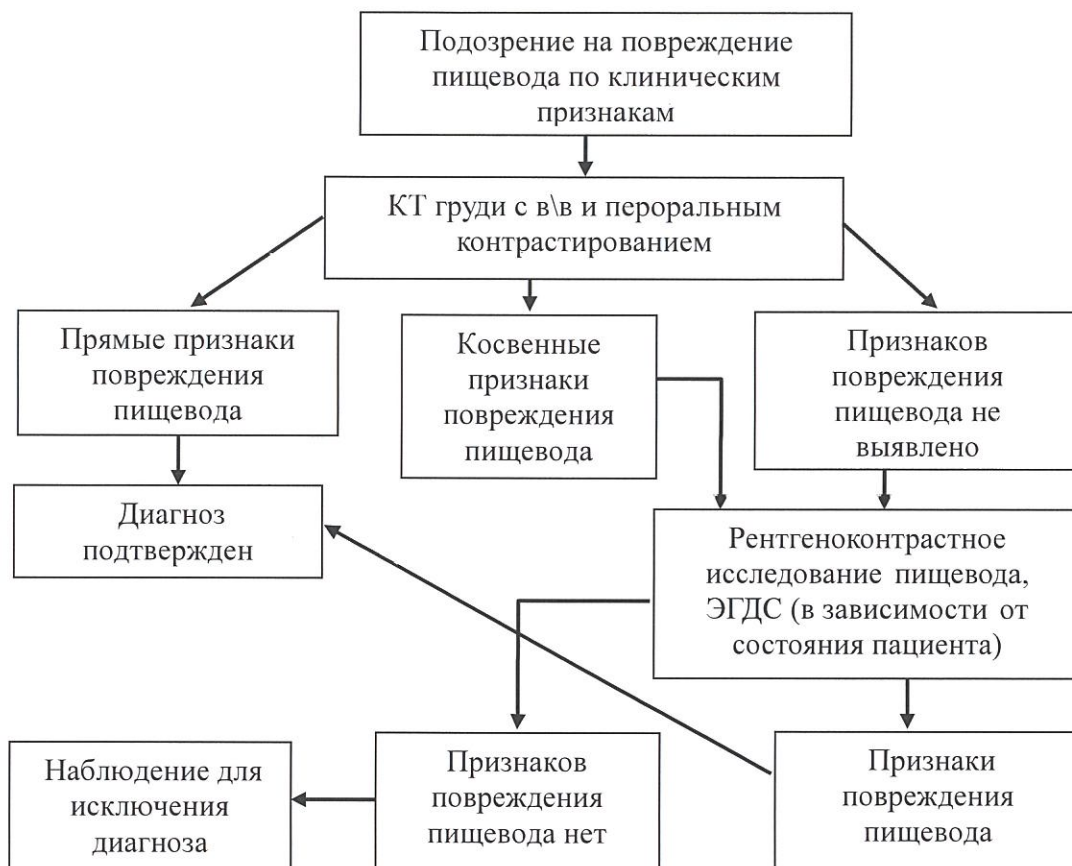 Подозрение на повреждение
пищевода по клиническим
признакам
КТ груди с в\в и пероральным
контрастированием
Прямые признаки
повреждения
пищевода
Косвенные
признаки
повреждения
пищевода
Признаков
повреждения
пищевода не
выявлено
Диагноз
подтвержден
Рентгеноконтрастное
исследование пищевода,
ЭГДС (в зависимости от
состояния пациента)
Наблюдение для
исключения
диагноза
Признаков
повреждения
пищевода нет
Признаки
повреждения
пищевода